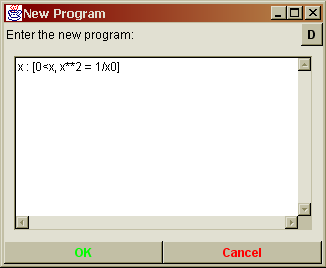 New Program
Enter the new program:
D
x : [0<x, x**2 = 1/x0]
OK
Cancel